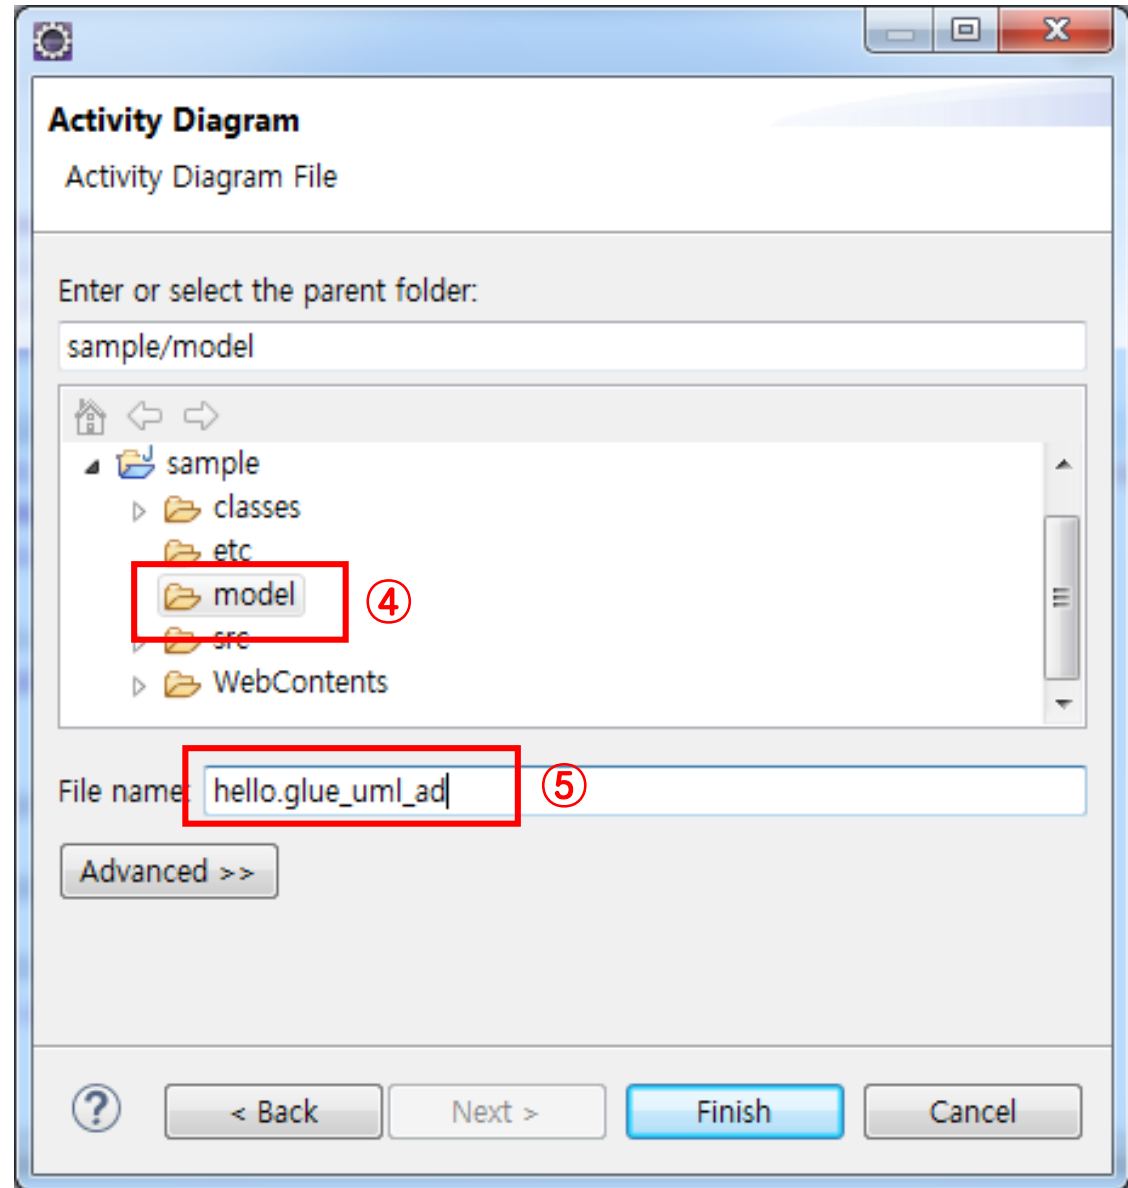 Activity Diagram
Activity Diagram File
Enter or select the parent folder:
sample/model
sample
classes
etc
model
④
src
WebContents
File name: hello.glue_uml_ad
⑤
Advanced >>
< Back Next > Finish Cancel